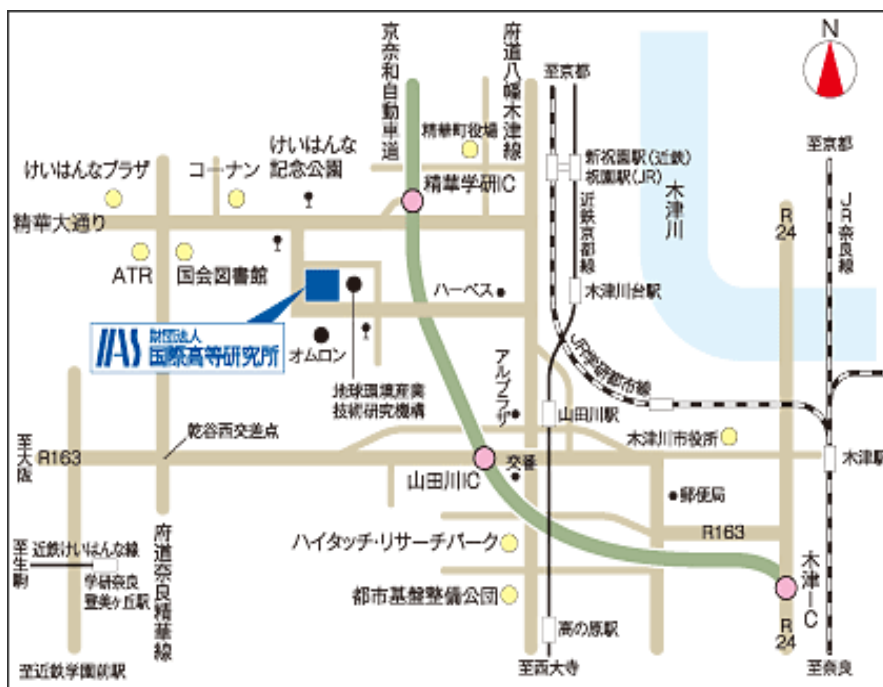 京奈和自動車道
府道八幡木津線
N
至京都
精華町役場
けいはんな
記念公園
コーナン
けいはんなプラザ
新祝園駅(近鉄)
祝園駅(JR)
至京都
精華学研IC
精華大通り
木津川
R
24
JR奈良線
近鉄京都線
ATR
国会図書館
ハーベス
木津川台駅
IIAS
財団法人
国際高等研究所
オムロン
JR学研都市線
アルプラザ
地球環境産業
技術研究機構
山田川駅
乾谷西交差点
木津川市役所
至大阪
R163
交番
木津駅
山田川IC
郵便局
R163
至生駒
近鉄けいはんな線
学研奈良
登美ヶ丘駅
府道奈良精華線
ハイタッチ・リサーチパーク
木津IC
都市基盤整備公団
高の原駅
R
24
至近鉄学園前駅
至西大寺
至奈良